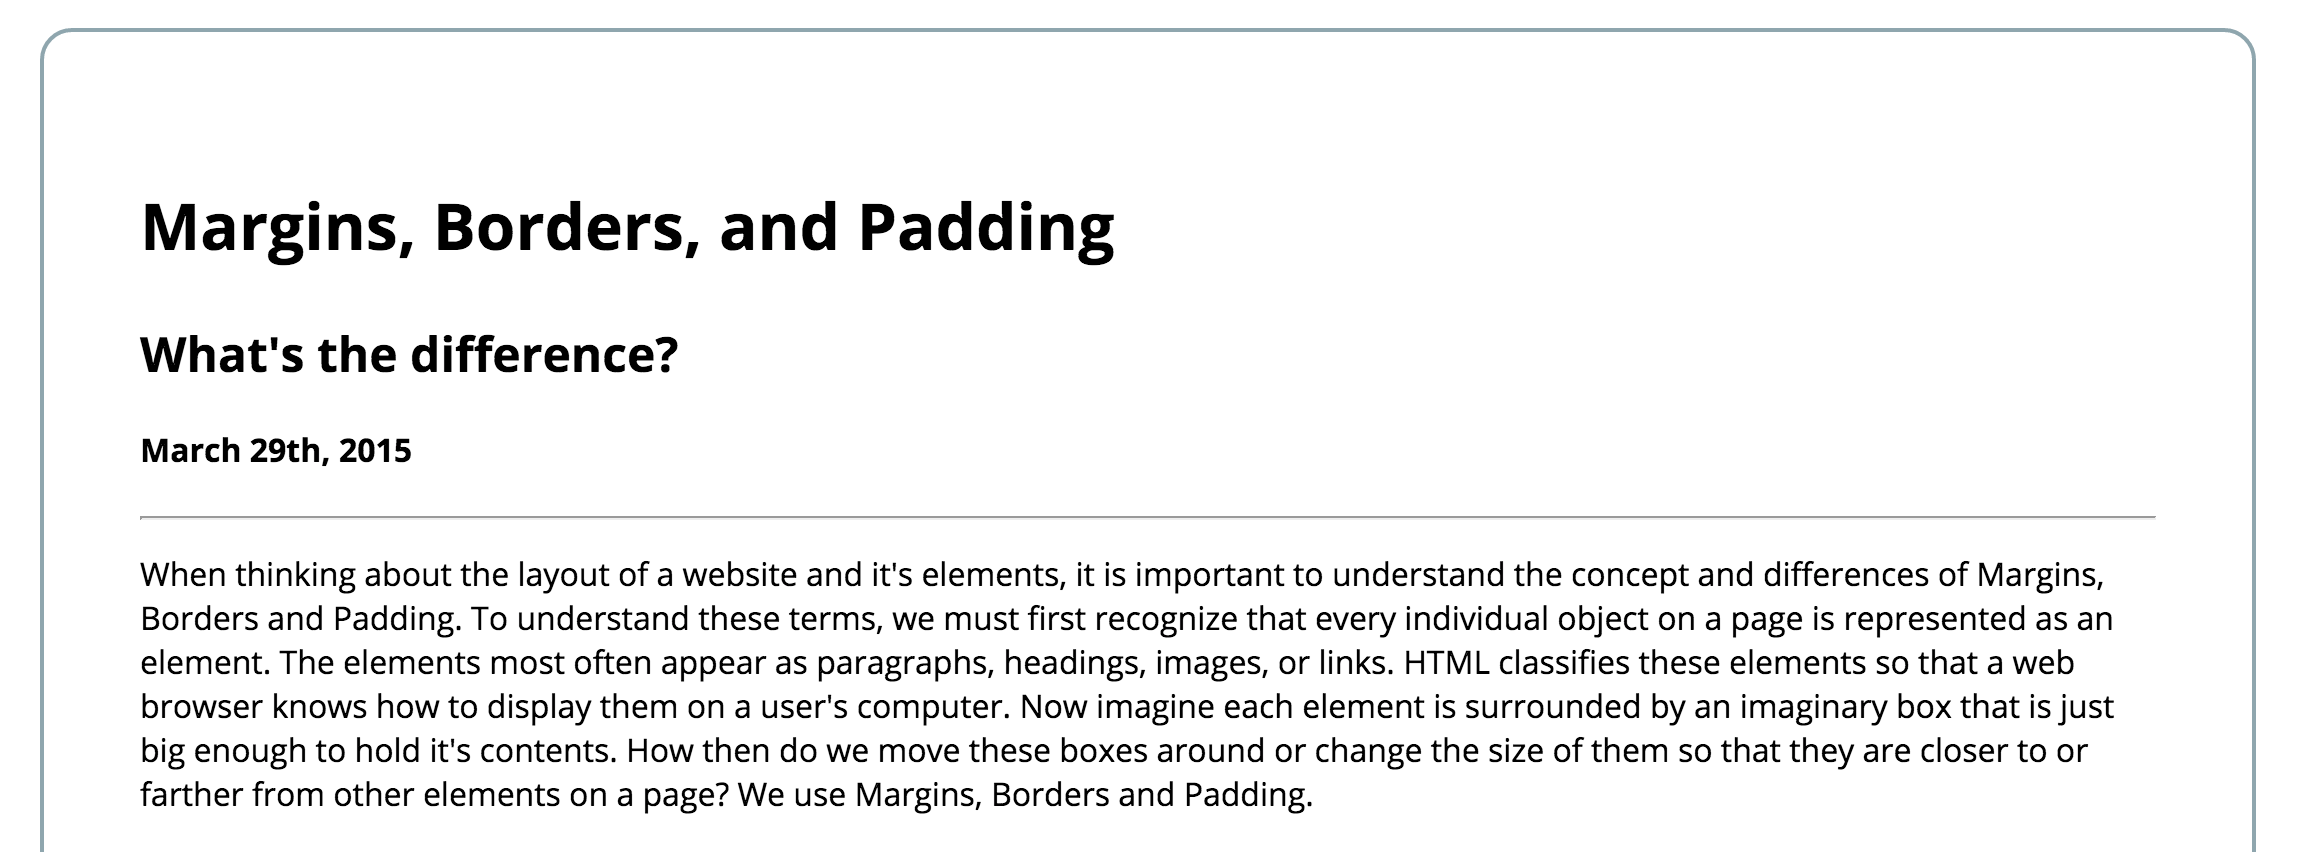 Margins, Borders, and Padding
What's the difference?
March 29th, 2015
When thinking about the layout of a website and it's elements, it is important to understand the concept and differences of Margins,
Borders and Padding. To understand these terms, we must first recognize that every individual object on a page is represented as an
element. The elements most often appear as paragraphs, headings, images, or links. HTML classifies these elements so that a web
browser knows how to display them on a user's computer. Now imagine each element is surrounded by an imaginary box that is just
big enough to hold it's contents. How then do we move these boxes around or change the size of them so that they are closer to or
farther from other elements on a page? We use Margins, Borders and Padding.